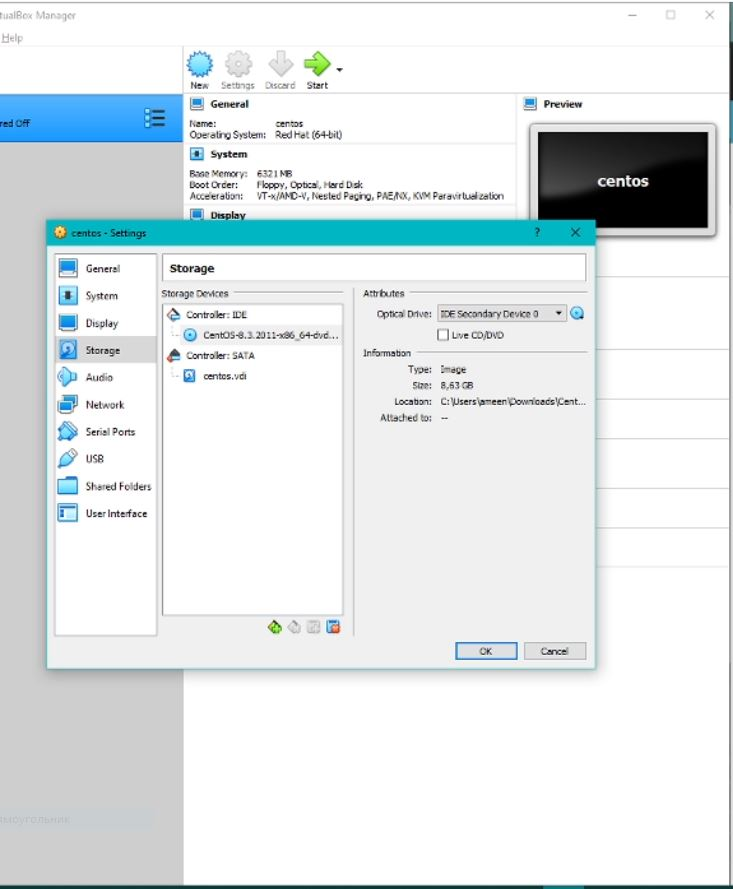 tualBox Manager
Help
New
Settings
Discard
Start
red Off
General
Name: centos
Operating System: Red Hat (64-bit)
System
Base Memory: 6321 MB
Boot Order: Floppy, Optical, Hard Disk
Acceleration: VT-x/AMD-V, Nested Paging, PAE/NX, KVM Paravirtualization
Display
Preview
centos
centos - Settings
?
General
System
Display
Storage
Audio
Network
Serial Ports
USB
Shared Folders
User Interface
Storage
Storage Devices
Controller: IDE
CentOS-8.3.2011-x86_64-dvd...
Controller: SATA
centos.vdi
Attributes
Optical Drive: IDE Secondary Device 0
Live CD/DVD
Information
Type: Image
Size: 8,63 GB
Location: C:\Users\ameen\Downloads\Cent...
Attached to: --
OK
Cancel
ямоугольник